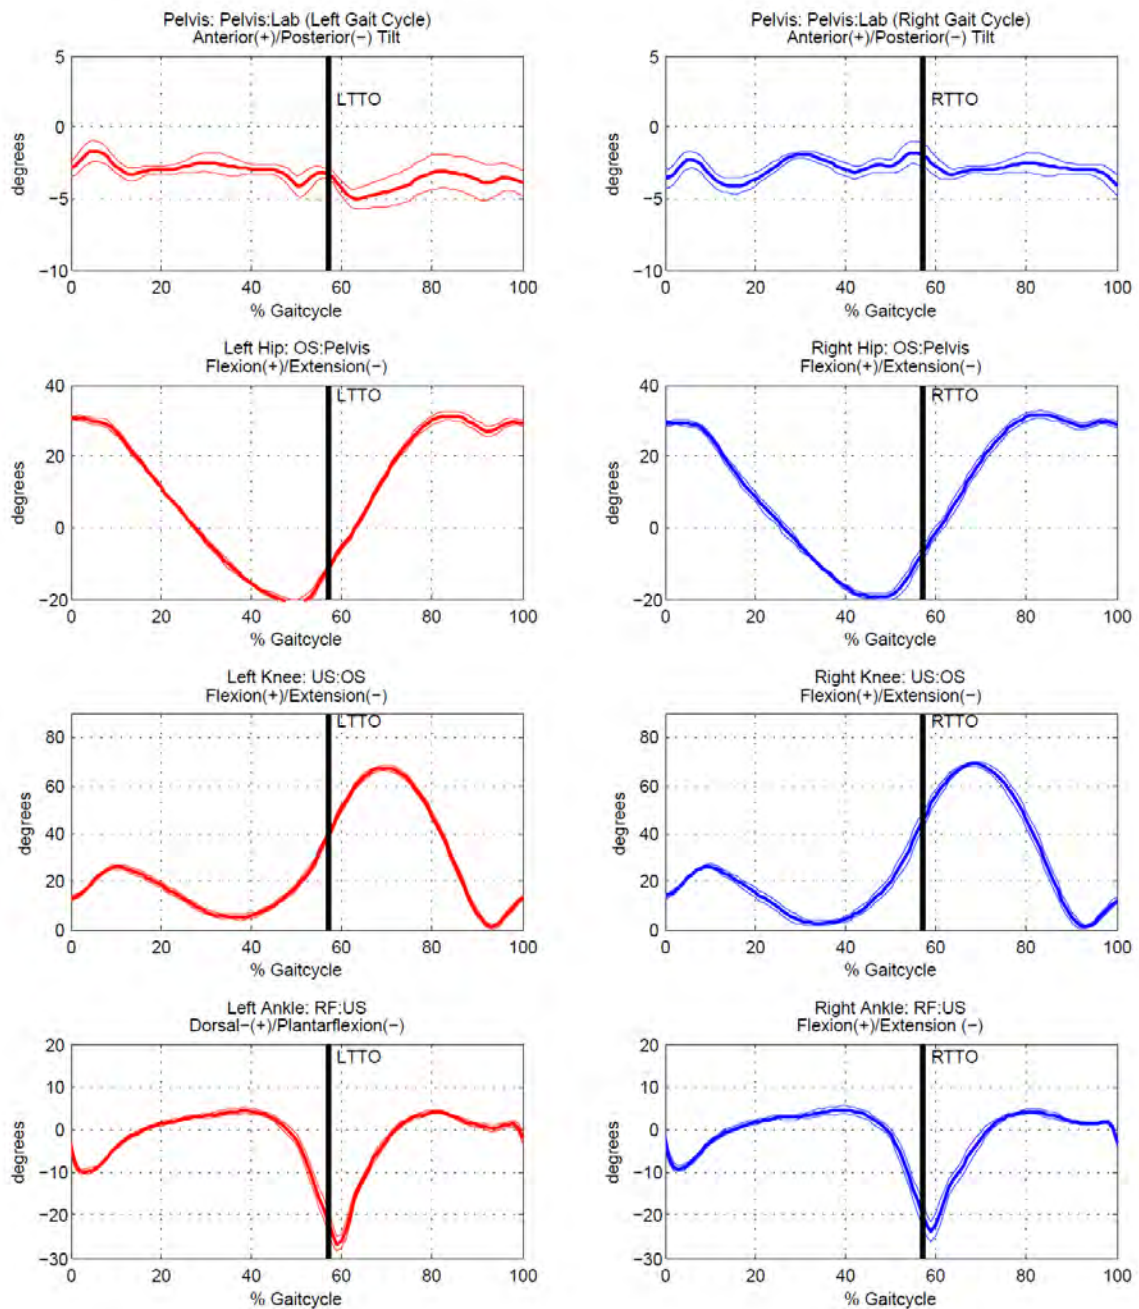 Pelvis: Pelvis:Lab (Left Gait Cycle)
Anterior(+)/Posterior(−) Tilt
5
LTTO
0
degrees
−5
−10
0 20 40 60 80 100
% Gaitcycle
Pelvis: Pelvis:Lab (Right Gait Cycle)
Anterior(+)/Posterior(−) Tilt
5
RTTO
0
degrees
−5
−10
0 20 40 60 80 100
% Gaitcycle
Left Hip: OS:Pelvis
Flexion(+)/Extension(−)
40
LTTO
20
degrees
0
−20
0 20 40 60 80 100
% Gaitcycle
Right Hip: OS:Pelvis
Flexion(+)/Extension(−)
40
RTTO
20
degrees
0
−20
0 20 40 60 80 100
% Gaitcycle
Left Knee: US:OS
Flexion(+)/Extension(−)
LTTO
80
60
degrees
40
20
0
0 20 40 60 80 100
% Gaitcycle
Right Knee: US:OS
Flexion(+)/Extension(−)
RTTO
80
60
degrees
40
20
0
0 20 40 60 80 100
% Gaitcycle
Left Ankle: RF:US
Dorsal−(+)/Plantarflexion(−)
20
LTTO
10
0
degrees
−10
−20
−30
0 20 40 60 80 100
% Gaitcycle
Right Ankle: RF:US
Flexion(+)/Extension (−)
20
RTTO
10
0
degrees
−10
−20
−30
0 20 40 60 80 100
% Gaitcycle